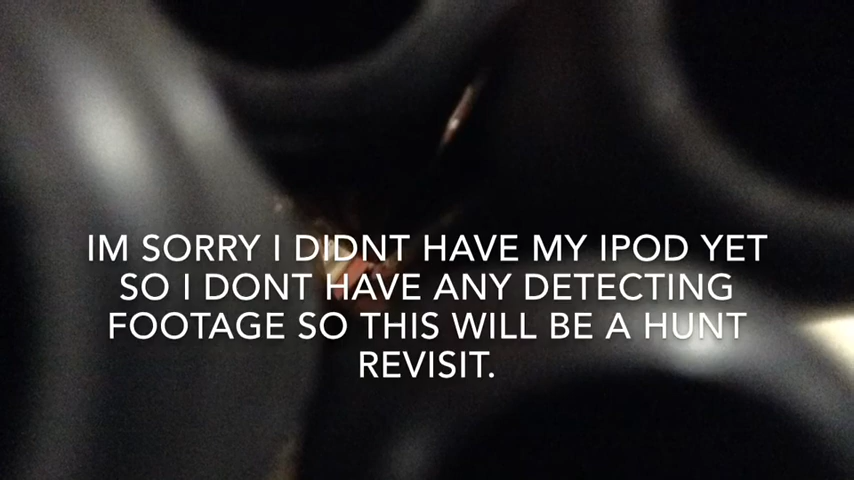 IM SORRY I DIDNT HAVE MY IPOD YET
SO I DONT HAVE ANY DETECTING
FOOTAGE SO THIS WILL BE A HUNT
REVISIT.